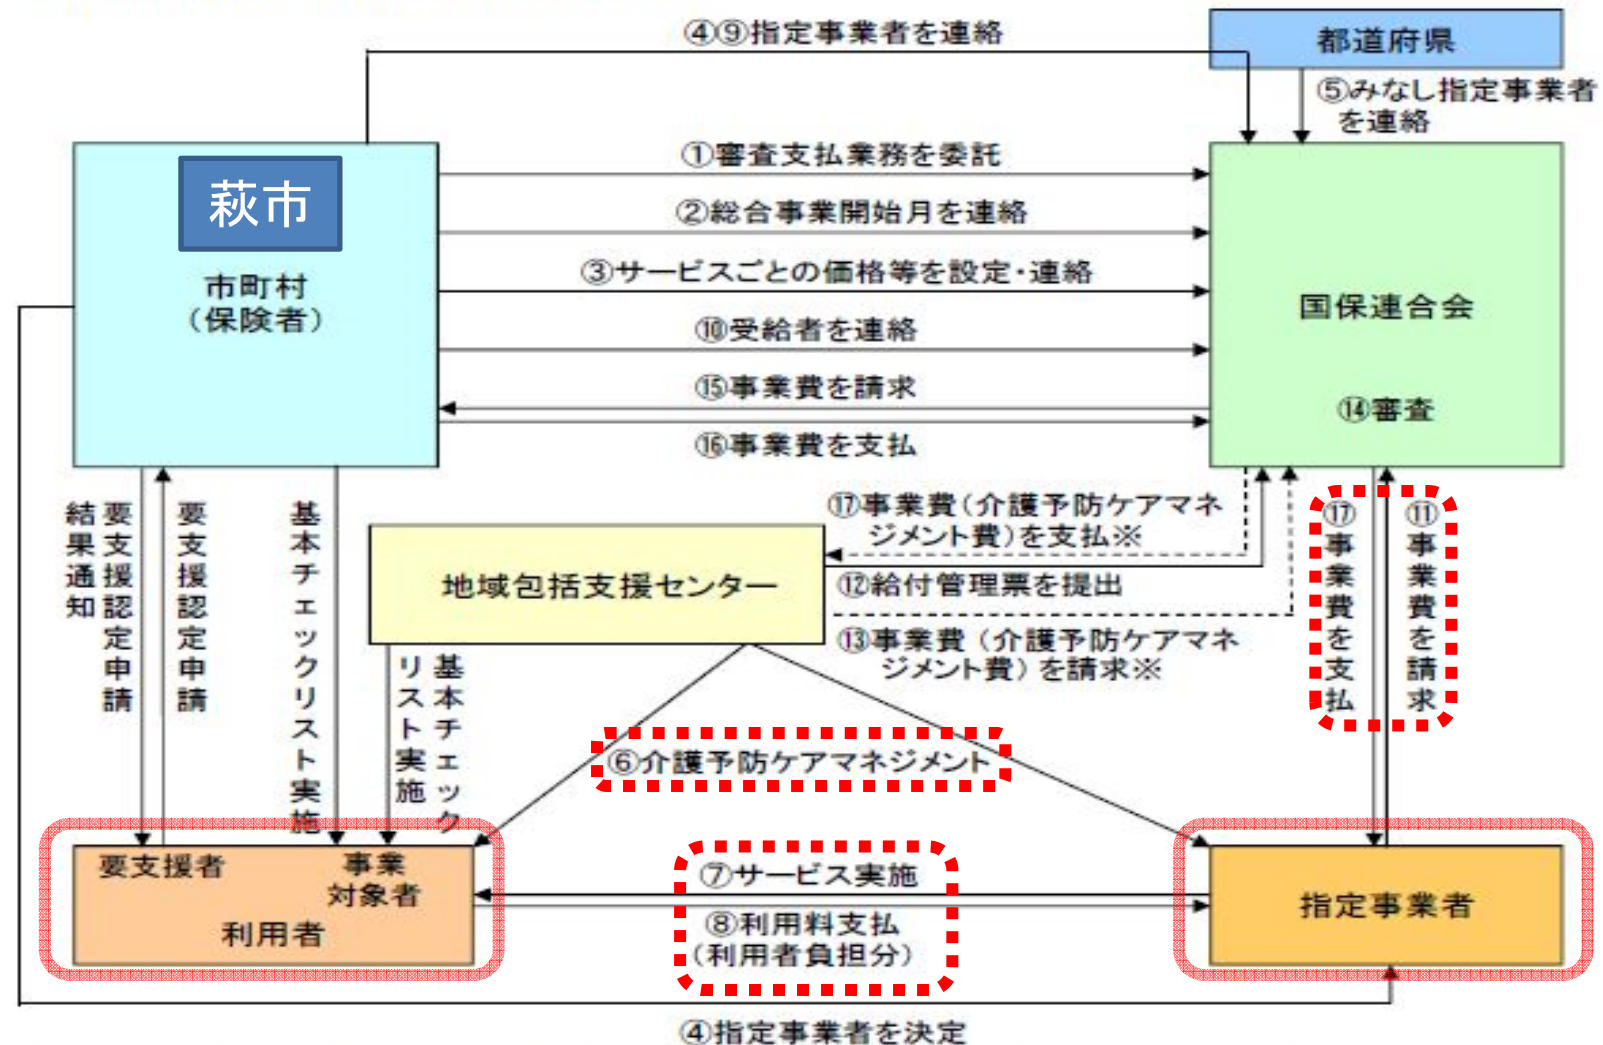 ④⑨指定事業者を連絡
都道府県
⑤みなし指定事業者
を連絡
萩市
市町村
(保険者)
①審査支払業務を委託
②総合事業開始月を連絡
③サービスごとの価格等を設定・連絡
⑩受給者を連絡
⑮事業費を請求
⑯事業費を支払
国保連合会
⑭審査
要支援認定申請
結果通知
要支援認定申請
基本チェックリスト実施
地域包括支援センター
⑰事業費(介護予防ケアマネ
ジメント費)を支払※
⑫給付管理票を提出
⑬事業費(介護予防ケアマネ
ジメント費)を請求※
⑰事業費を支払
⑪事業費を請求
基本チェック
リスト実施
⑥介護予防ケアマネジメント
要支援者
事業
対象者
利用者
⑦サービス実施
⑧利用料支払
(利用者負担分)
指定事業者
④指定事業者を決定